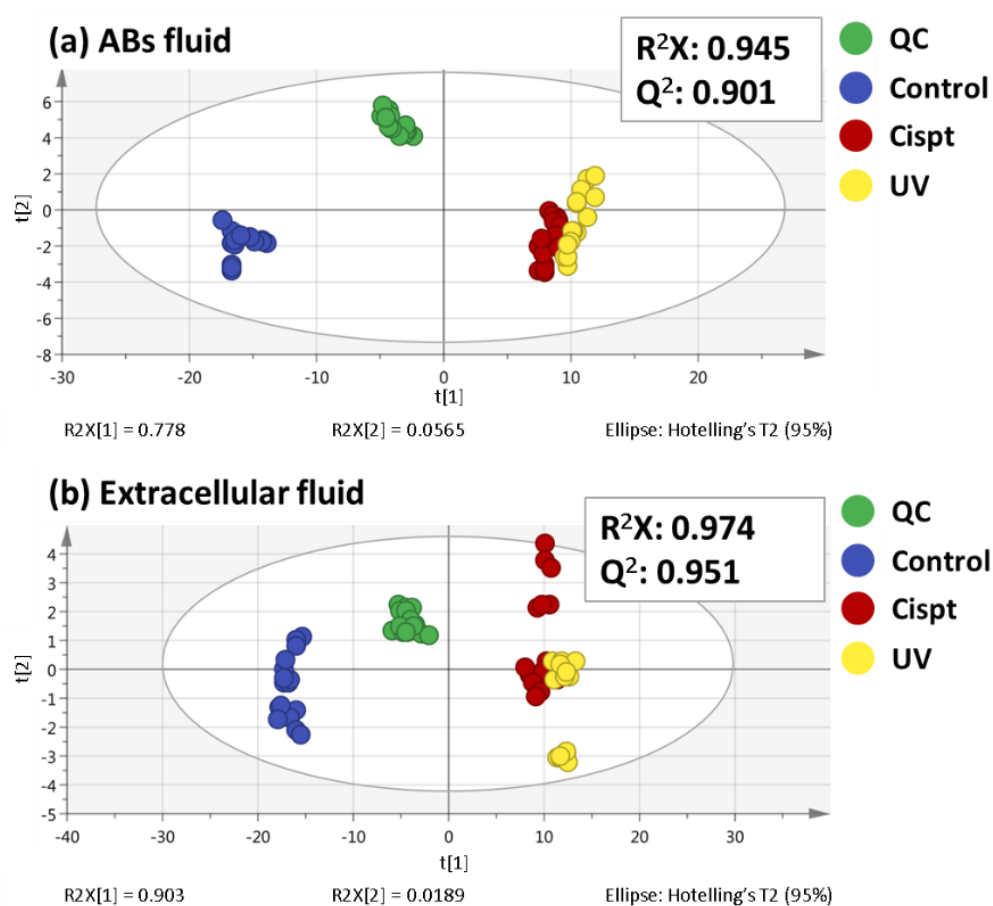 (a) ABs fluid
R²X: 0.945
Q²: 0.901
QC
Control
Cispt
UV
6
4
2
0
-2
-4
-6
-8
t[2]
-30 -20 -10 0 10 20
t[1]
R2X[1] = 0.778 R2X[2] = 0.0565 Ellipse: Hotelling's T2 (95%)
(b) Extracellular fluid
R²X: 0.974
Q²: 0.951
QC
Control
Cispt
UV
4
3
2
1
0
-1
-2
-3
-4
-5
t[2]
-40 -30 -20 -10 0 10 20 30
t[1]
R2X[1] = 0.903 R2X[2] = 0.0189 Ellipse: Hotelling's T2 (95%)